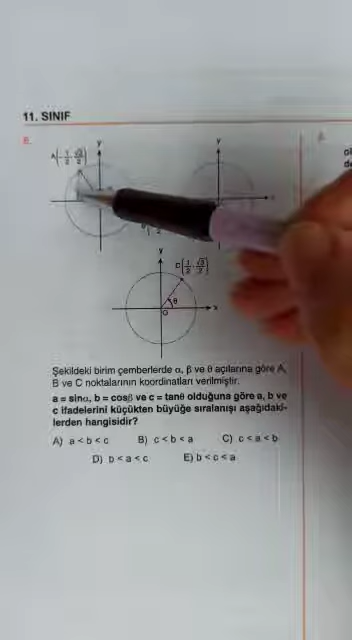 11. SINIF
8.
y
y
A(-1/2, √3/2)
y
C(1/2, √3/2)
θ
O
x
Şekildeki birim çemberlerde α, β ve θ açılarına göre A,
B ve C noktalarının koordinatları verilmiştir.
a = sinα, b = cosβ ve c = tanθ olduğuna göre a, b ve
c ifadelerini küçükten büyüğe sıralanışı aşağıdaki-
lerden hangisidir?
A) a < b < c
B) c < b < a
C) c < a < b
D) b < a < c
E) b < c < a